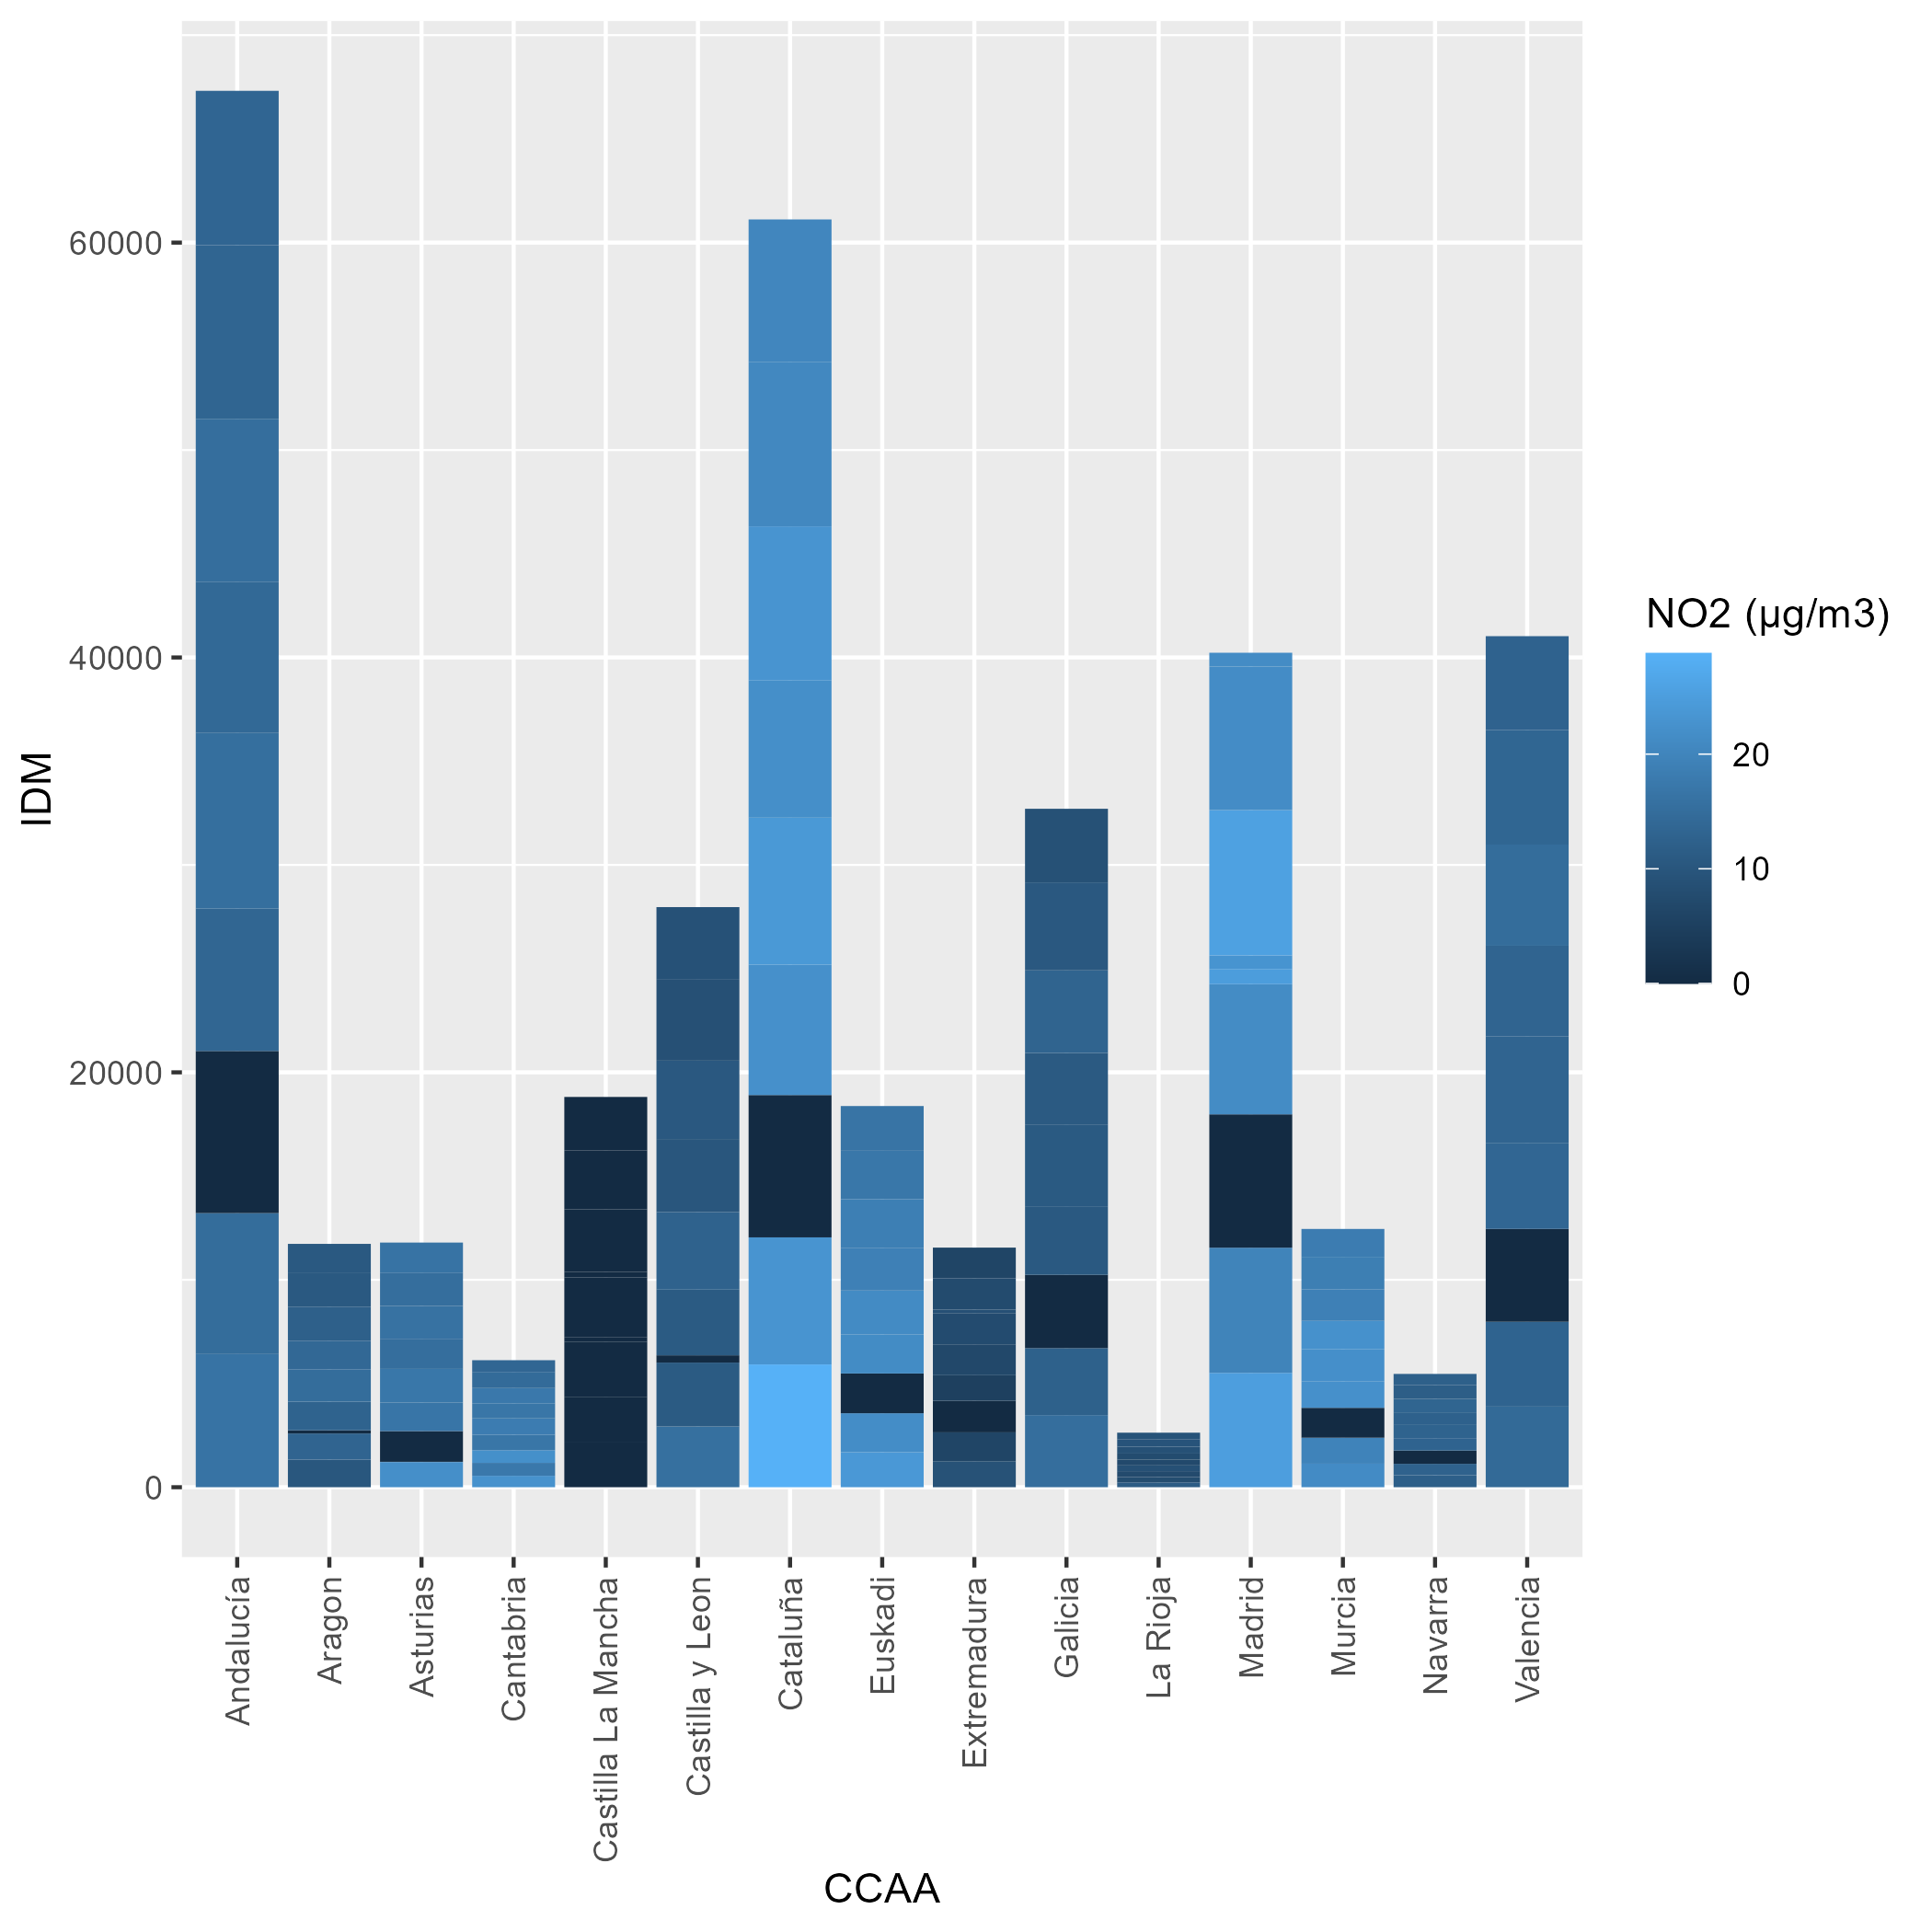 60000
40000
20000
0
IDM
Andalucía
Aragon
Asturias
Cantabria
Castilla La Mancha
Castilla y Leon
Cataluña
Euskadi
Extremadura
Galicia
La Rioja
Madrid
Murcia
Navarra
Valencia
CCAA
NO2 (µg/m3)
20
10
0